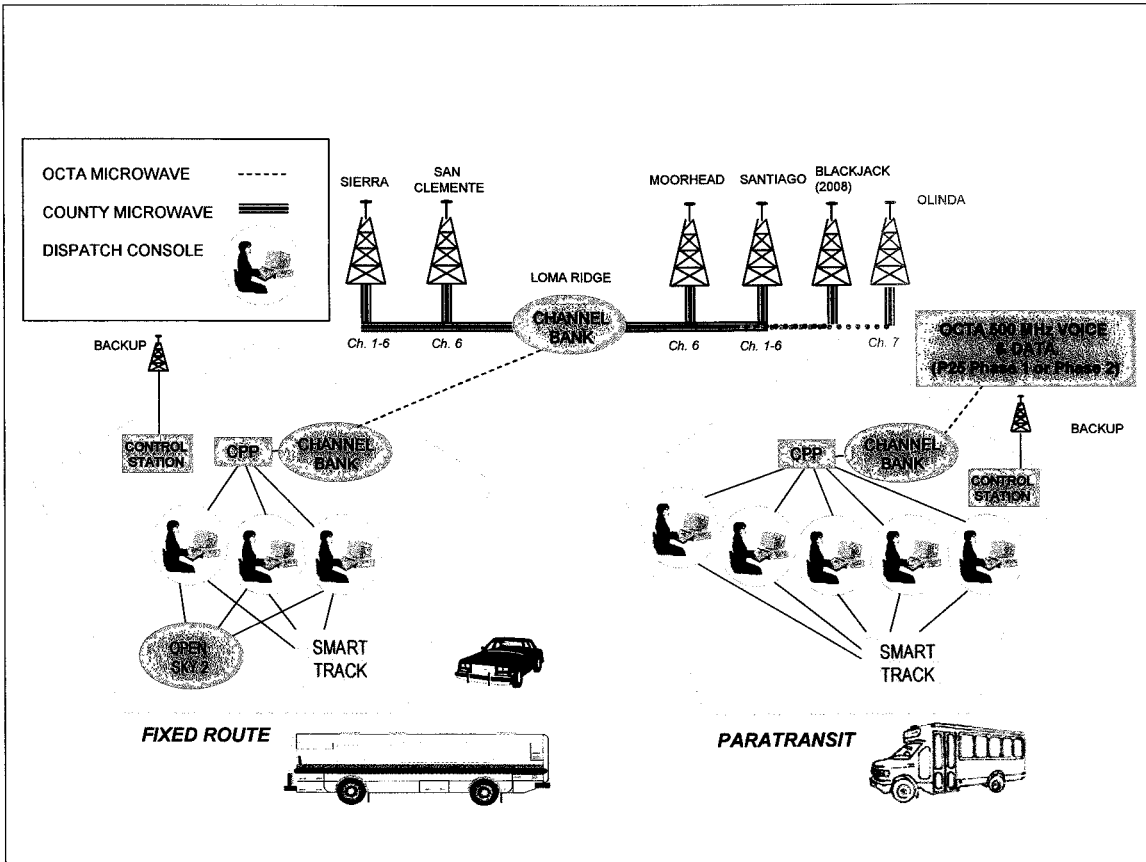 OCTA MICROWAVE
COUNTY MICROWAVE
DISPATCH CONSOLE
SIERRA
SAN
CLEMENTE
MOORHEAD
SANTIAGO
BLACKJACK
(2008)
OLINDA
LOMA RIDGE
CHANNEL
BANK
Ch. 1-6
Ch. 6
Ch. 6
Ch. 1-6
Ch. 7
OCTA 500 MHz VOICE
& DATA
(P25 Phase 1 or Phase 2)
BACKUP
CONTROL
STATION
CPP
CHANNEL
BANK
CPP
CHANNEL
BANK
BACKUP
CONTROL
STATION
OPEN
SKY 2
SMART
TRACK
SMART
TRACK
FIXED ROUTE
PARATRANSIT